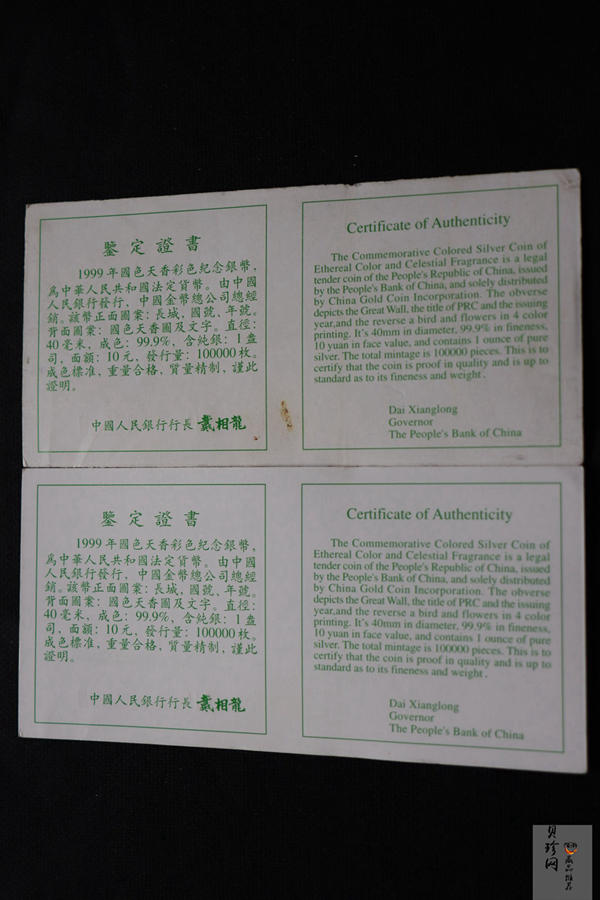 鑒定證書
1999年國色天香彩色紀念銀幣，
爲中華人民共和國法定貨幣。由中國
人民銀行發行，中國金幣總公司總經
銷。該幣正面圖案：長城，國號、年號。
背面圖案：國色天香圖及文字。直徑：
40毫米，成色：99.9%，含純銀：1盎
司，面額：10元，發行量：100000枚。
成色標准，重量合格，質量精制，謹此
證明。
中國人民銀行行長 戴相龍
Certificate of Authenticity
The Commemorative Colored Silver Coin of
Ethereal Color and Celestial Fragrance is a legal
tender coin of the People's Republic of China, issued
by the People's Bank of China, and solely distributed
by China Gold Coin Incorporation. The obverse
depicts the Great Wall, the title of PRC and the issuing
year,and the reverse a bird and flowers in 4 color
printing. It's 40mm in diameter, 99.9% in fineness,
10 yuan in face value, and contains 1 ounce of pure
silver. The total mintage is 100000 pieces. This is to
certify that the coin is proof in quality and is up to
standard as to its fineness and weight.
Dai Xianglong
Governor
The People's Bank of China
鑒定證書
1999年國色天香彩色紀念銀幣，
爲中華人民共和國法定貨幣。由中國
人民銀行發行，中國金幣總公司總經
銷。該幣正面圖案：長城，國號、年號。
背面圖案：國色天香圖及文字。直徑：
40毫米，成色：99.9%，含純銀：1盎
司，面額：10元，發行量：100000枚。
成色標准，重量合格，質量精制，謹此
證明。
中國人民銀行行長 戴相龍
Certificate of Authenticity
The Commemorative Colored Silver Coin of
Ethereal Color and Celestial Fragrance is a legal
tender coin of the People's Republic of China, issued
by the People's Bank of China, and solely distributed
by China Gold Coin Incorporation. The obverse
depicts the Great Wall, the title of PRC and the issuing
year,and the reverse a bird and flowers in 4 color
printing. It's 40mm in diameter, 99.9% in fineness,
10 yuan in face value, and contains 1 ounce of pure
silver. The total mintage is 100000 pieces. This is to
certify that the coin is proof in quality and is up to
standard as to its fineness and weight.
Dai Xianglong
Governor
The People's Bank of China
贝珍网
藏品推荐